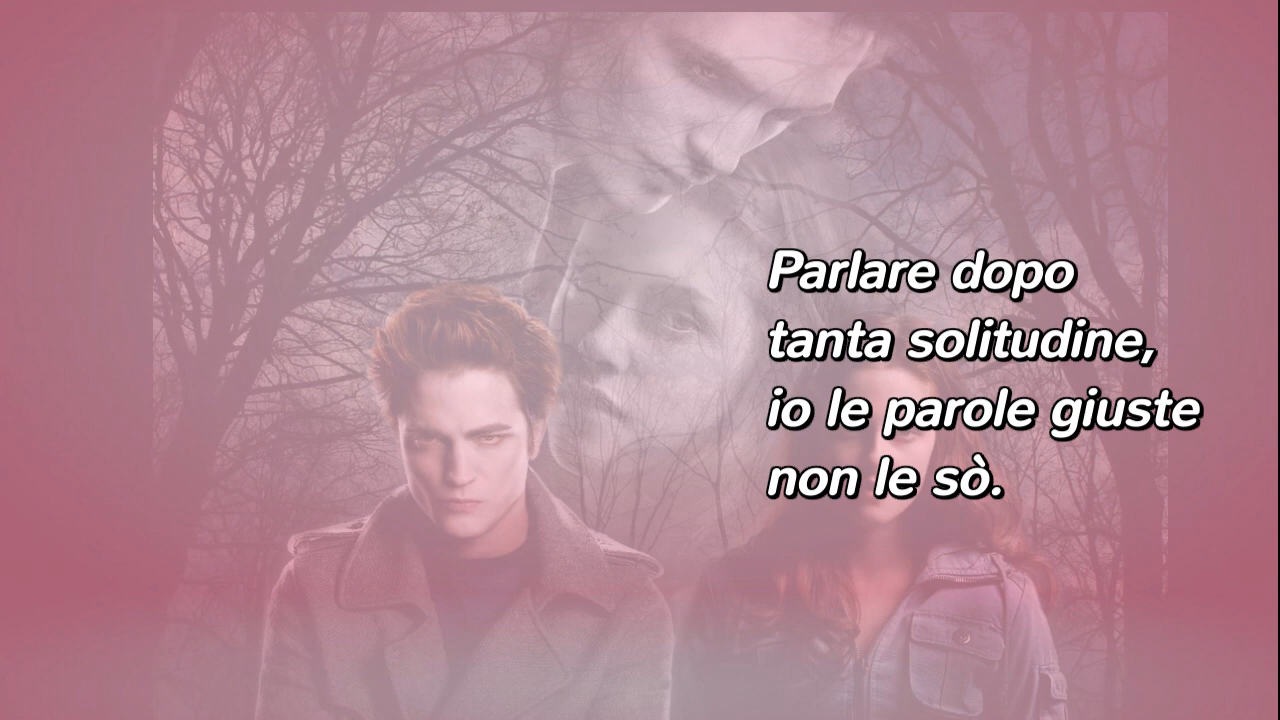 Parlare dopo
tanta solitudine,
io le parole giuste
non le sò.